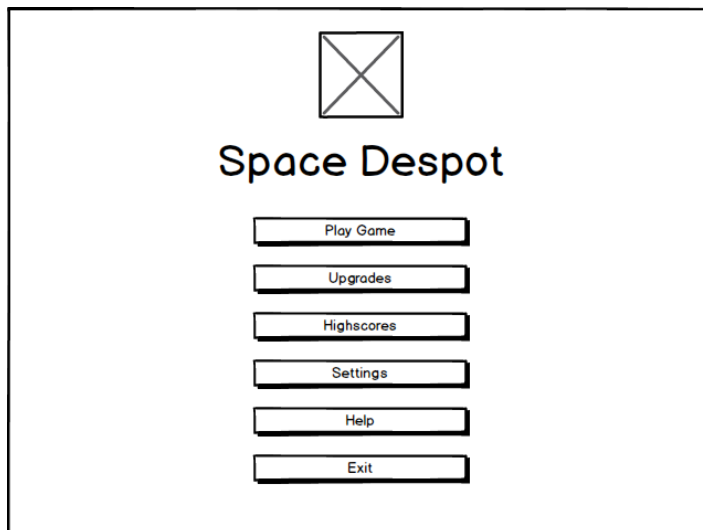 Space Despot
Play Game
Upgrades
Highscores
Settings
Help
Exit